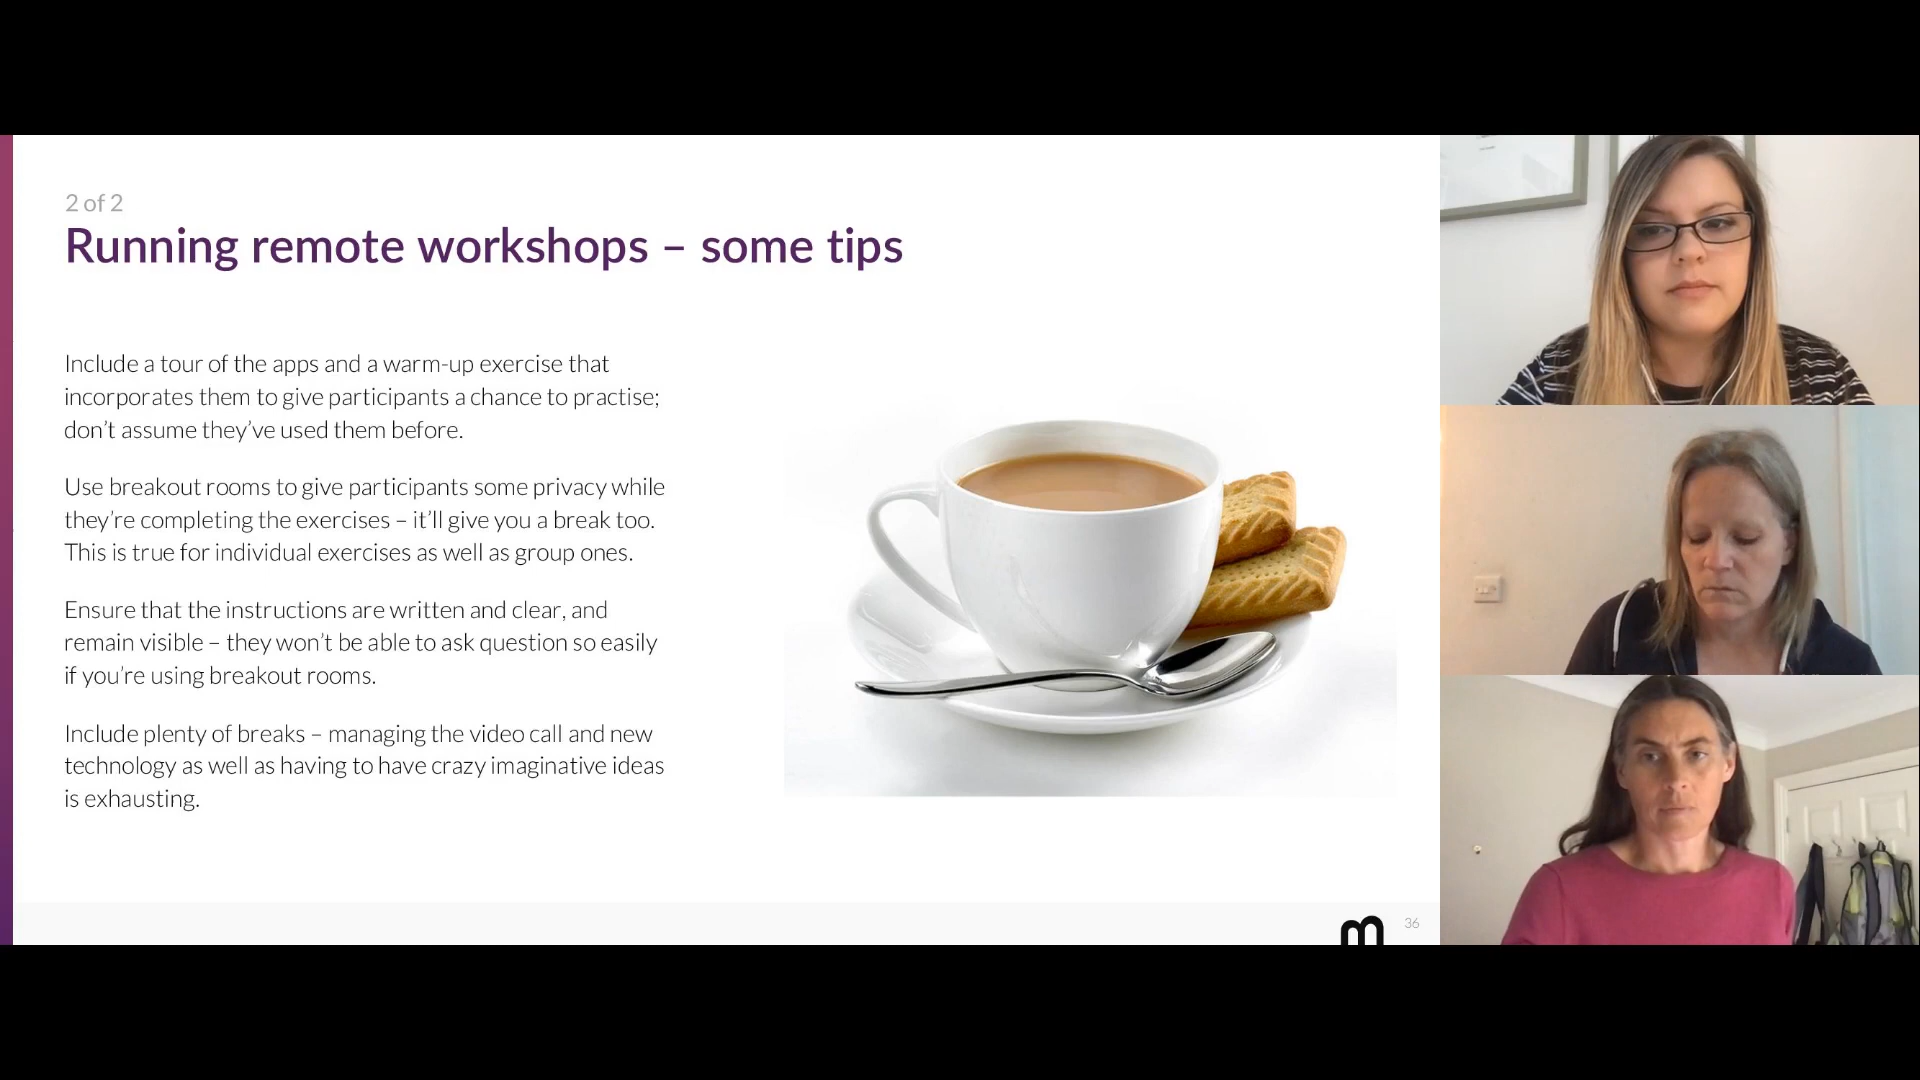 2 of 2
Running remote workshops – some tips
Include a tour of the apps and a warm-up exercise that
incorporates them to give participants a chance to practise;
don’t assume they’ve used them before.
Use breakout rooms to give participants some privacy while
they’re completing the exercises – it’ll give you a break too.
This is true for individual exercises as well as group ones.
Ensure that the instructions are written and clear, and
remain visible – they won’t be able to ask question so easily
if you’re using breakout rooms.
Include plenty of breaks – managing the video call and new
technology as well as having to have crazy imaginative ideas
is exhausting.
m
36